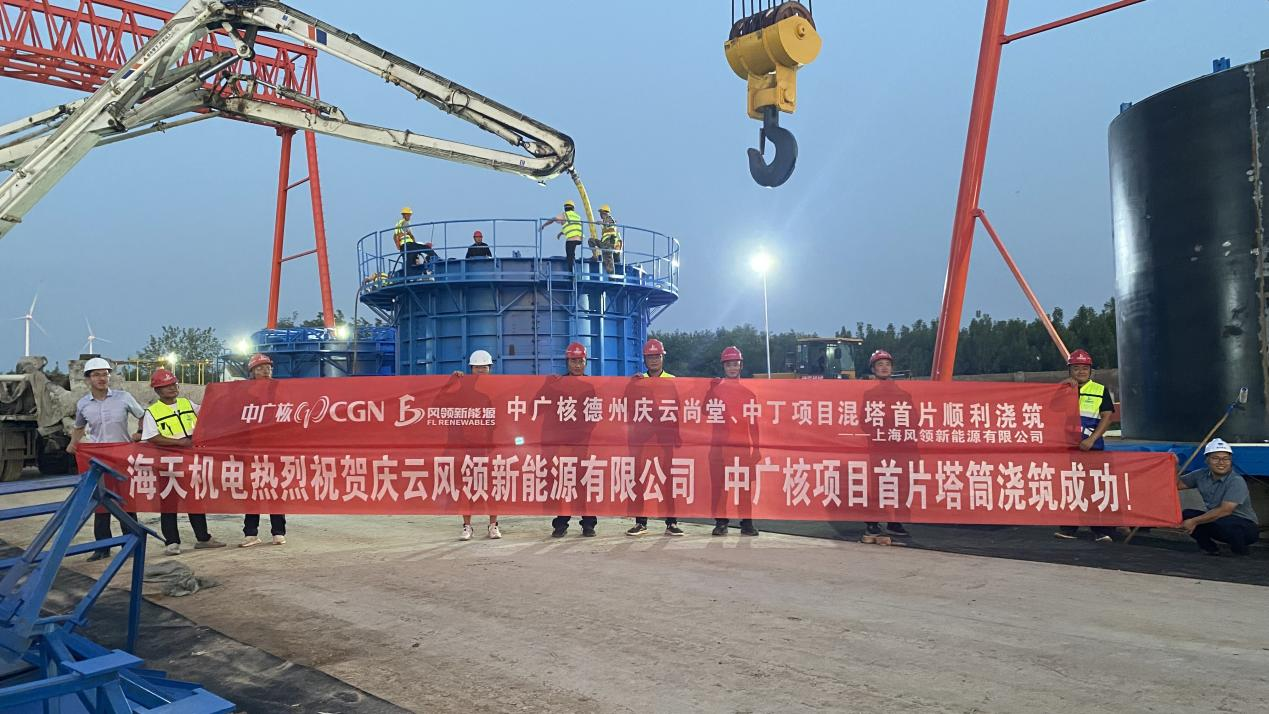 中广核 CGN 风领新能源 中广核德州庆云尚堂、中丁项目混塔首片顺利浇筑
FL RENEWABLES
——上海风领新能源有限公司
海天机电热烈祝贺庆云风领新能源有限公司 中广核项目首片塔筒浇筑成功！